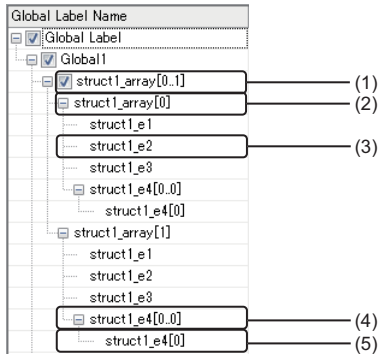 Global Label Name
Global Label
Global1
struct1_array[0..1] (1)
struct1_array[0] (2)
struct1_e1
struct1_e2 (3)
struct1_e3
struct1_e4[0..0]
struct1_e4[0]
struct1_array[1]
struct1_e1
struct1_e2
struct1_e3
struct1_e4[0..0] (4)
struct1_e4[0] (5)